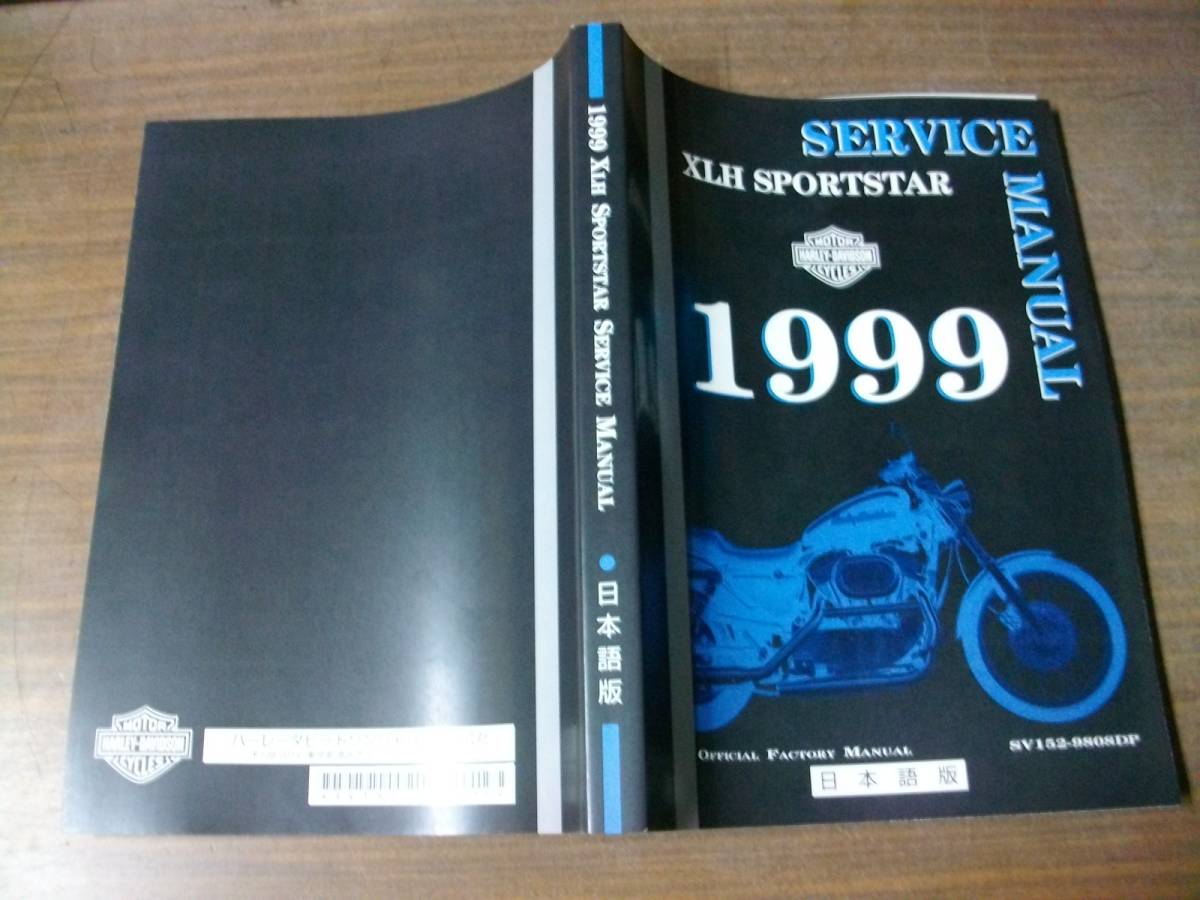 SERVICE
MANUAL
XLH SPORTSTAR
MOTOR
HARLEY-DAVIDSON
CYCLES
1999
OFFICIAL FACTORY MANUAL
SV152-9808DP
日本語版
1999 XLH SPORTSTAR SERVICE MANUAL
日本語版
MOTOR
HARLEY-DAVIDSON
CYCLES